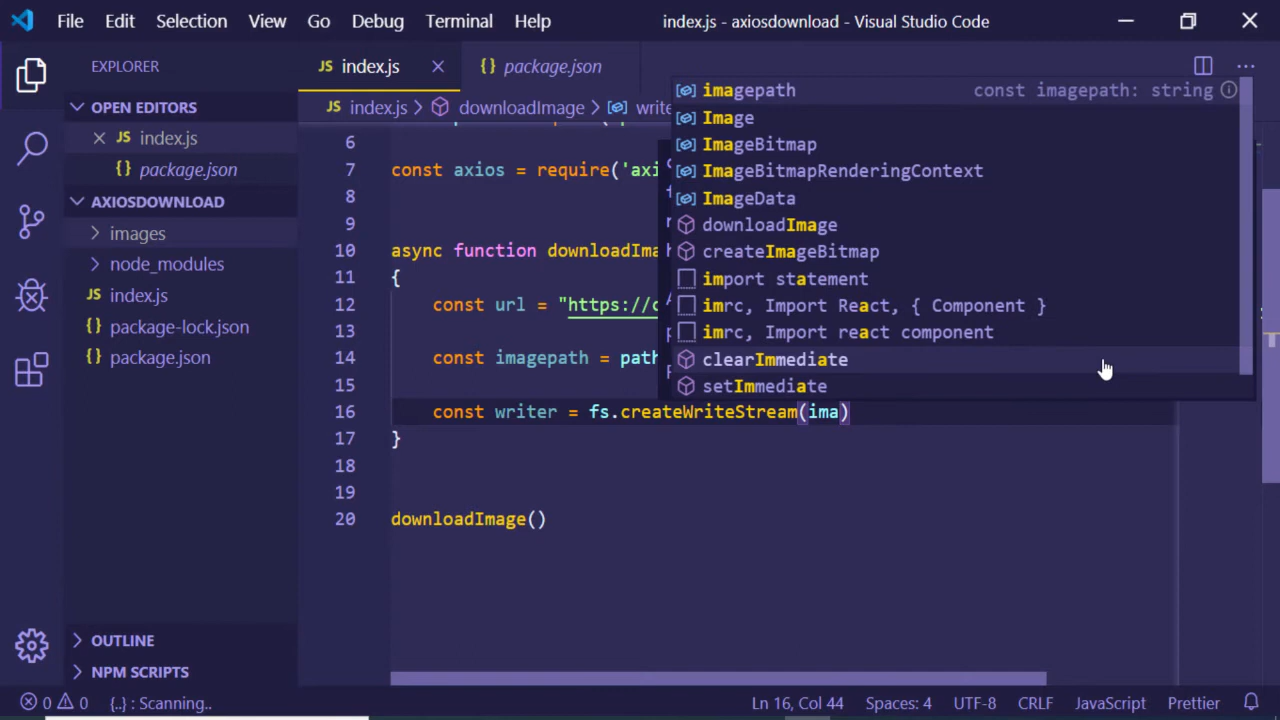 File Edit Selection View Go Debug Terminal Help index.js - axiosdownload - Visual Studio Code
EXPLORER
OPEN EDITORS
JS index.js
{} package.json
AXIOSDOWNLOAD
images
node_modules
JS index.js
package-lock.json
package.json
OUTLINE
NPM SCRIPTS
JS index.js {} package.json
JS index.js > downloadImage > write
6
7 const axios = require('axi
8
9
10 async function downloadIma
11 {
12 const url = "https://
13
14 const imagepath = path
15
16 const writer = fs.createWriteStream(ima)
17 }
18
19
20 downloadImage()
imagepath const imagepath: string
Image
ImageBitmap
ImageBitmapRenderingContext
ImageData
downloadImage
createImageBitmap
import statement
imrc, Import React, { Component }
imrc, Import react component
clearImmediate
setImmediate
0 0 {..} : Scanning.. Ln 16, Col 44 Spaces: 4 UTF-8 CRLF JavaScript Prettier